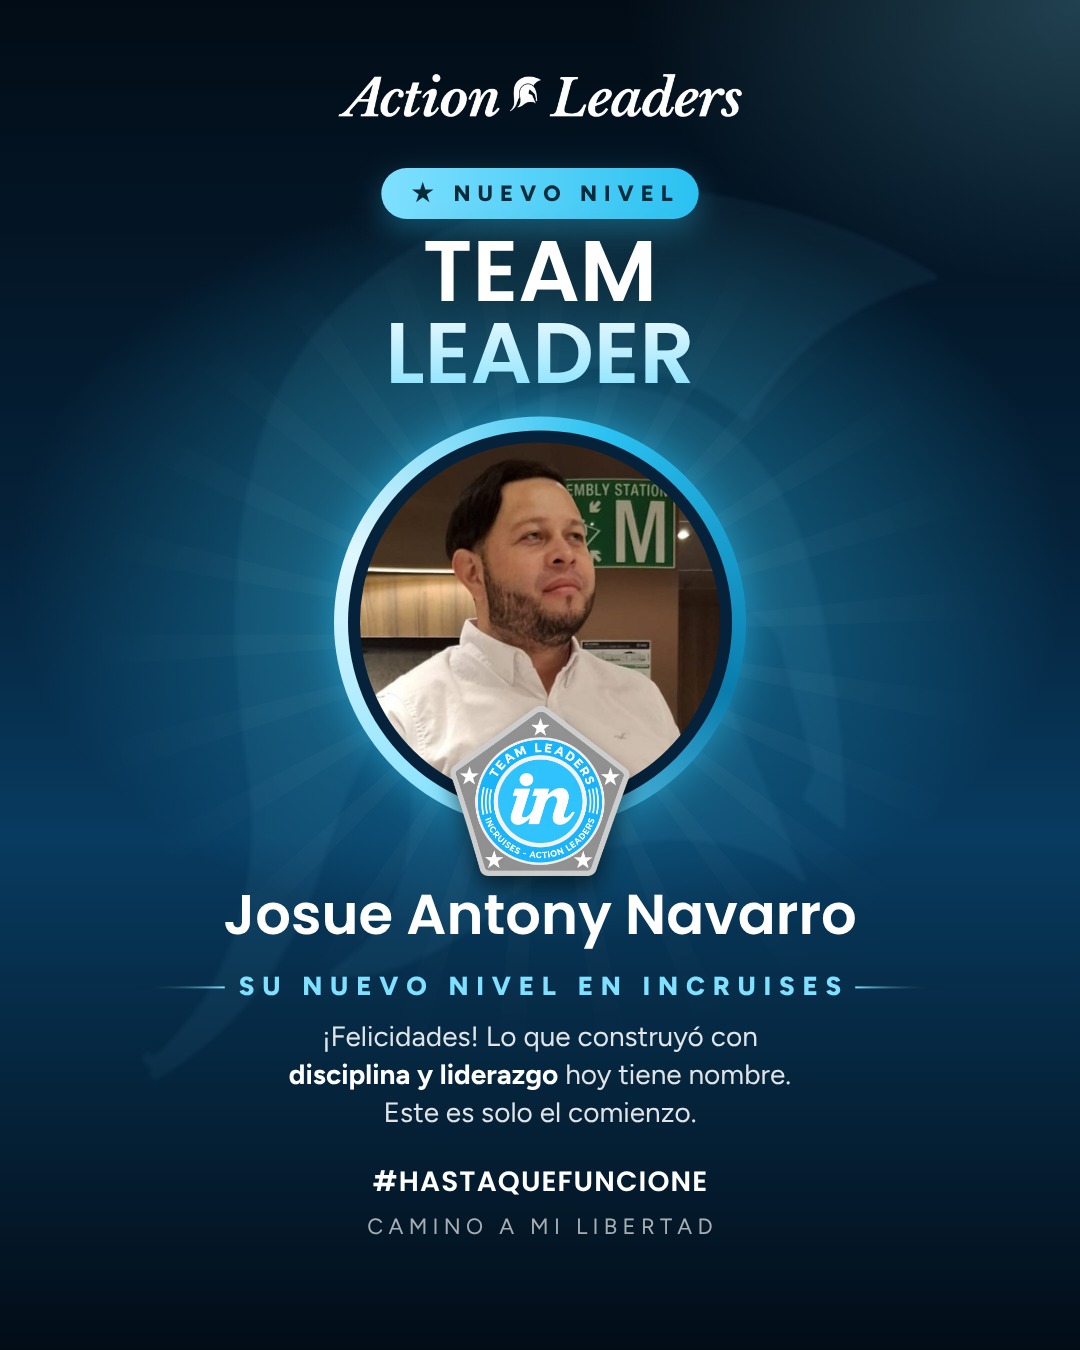 Action Leaders
★ NUEVO NIVEL
TEAM
LEADER
EMBLY STATION
M
TEAM LEADERS
in
INCRUISES - ACTION LEADERS
Josue Antony Navarro
SU NUEVO NIVEL EN INCRUISES
¡Felicidades! Lo que construyó con
disciplina y liderazgo hoy tiene nombre.
Este es solo el comienzo.
#HASTAQUEFUNCIONE
CAMINO A MI LIBERTAD